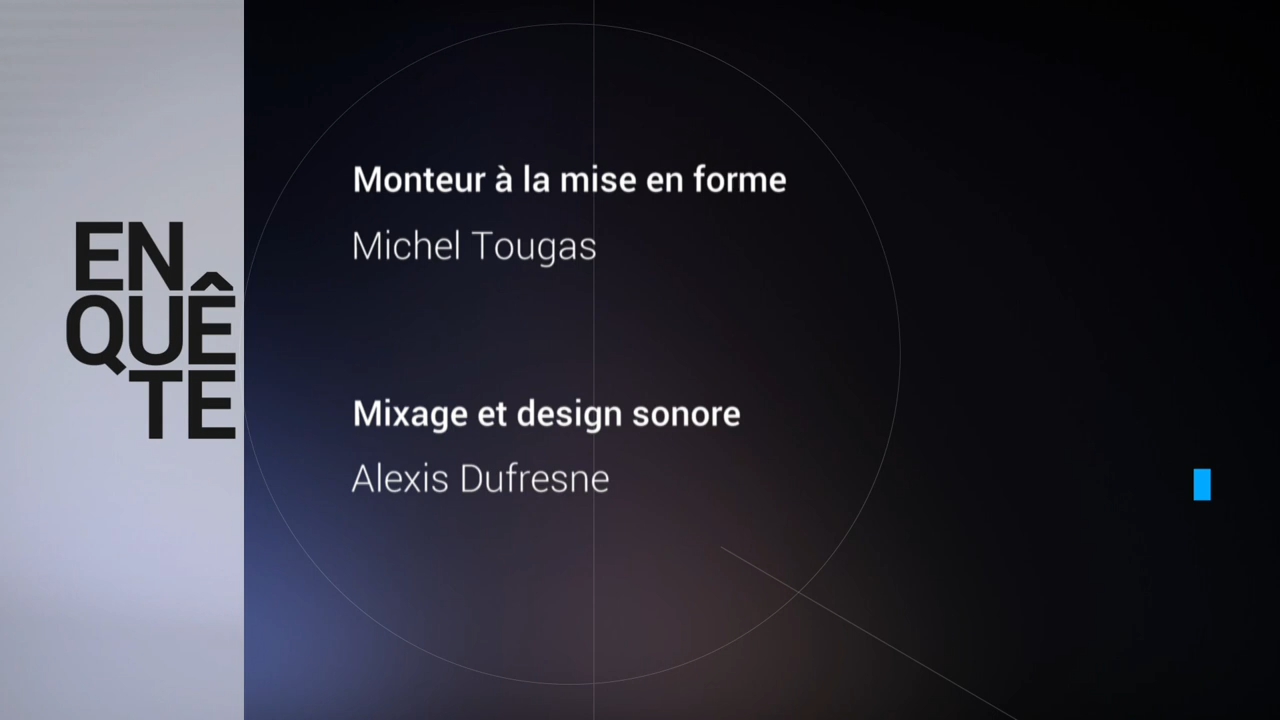 EN
QUÊ
TE
Monteur à la mise en forme
Michel Tougas
Mixage et design sonore
Alexis Dufresne